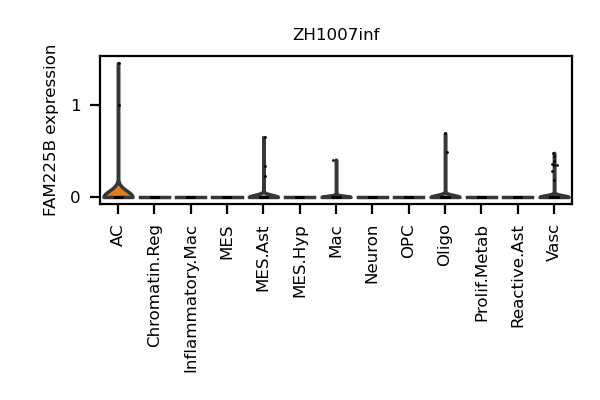 ZH1007inf
FAM225B expression
1
0
AC
Chromatin.Reg
Inflammatory.Mac
MES
MES.Ast
MES.Hyp
Mac
Neuron
OPC
Oligo
Prolif.Metab
Reactive.Ast
Vasc